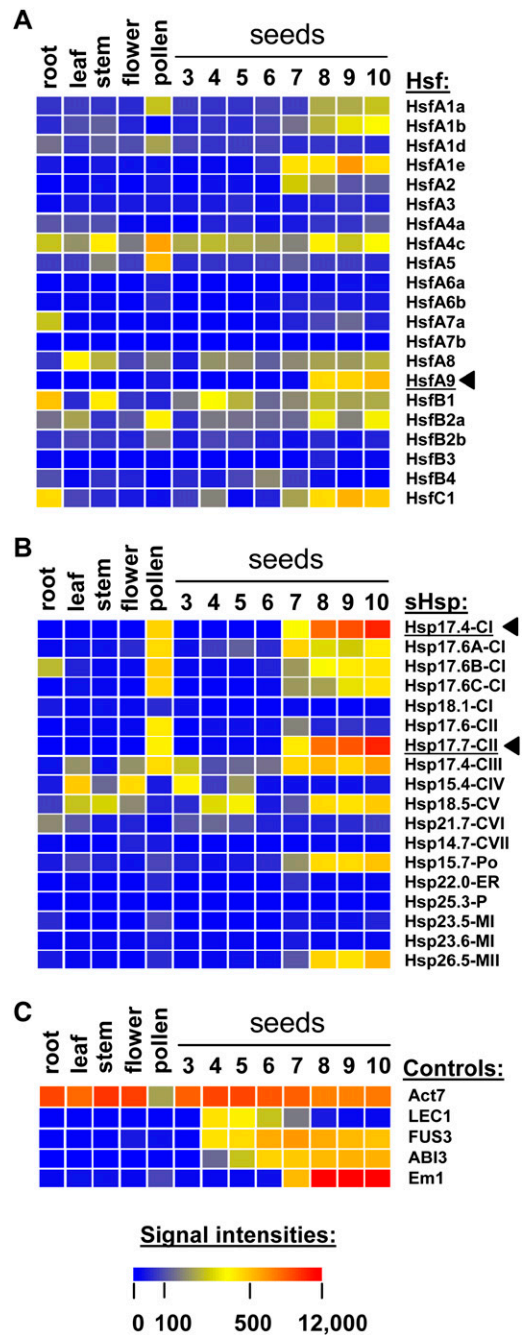 A
seeds
root leaf stem flower pollen 3 4 5 6 7 8 9 10 Hsf:
HsfA1a
HsfA1b
HsfA1d
HsfA1e
HsfA2
HsfA3
HsfA4a
HsfA4c
HsfA5
HsfA6a
HsfA6b
HsfA7a
HsfA7b
HsfA8
HsfA9
HsfB1
HsfB2a
HsfB2b
HsfB3
HsfB4
HsfC1
B
seeds
root leaf stem flower pollen 3 4 5 6 7 8 9 10 sHsp:
Hsp17.4-CI
Hsp17.6A-CI
Hsp17.6B-CI
Hsp17.6C-CI
Hsp18.1-CI
Hsp17.6-CII
Hsp17.7-CII
Hsp17.4-CIII
Hsp15.4-CIV
Hsp18.5-CV
Hsp21.7-CVI
Hsp14.7-CVII
Hsp15.7-Po
Hsp22.0-ER
Hsp25.3-P
Hsp23.5-MI
Hsp23.6-MI
Hsp26.5-MII
C
seeds
root leaf stem flower pollen 3 4 5 6 7 8 9 10 Controls:
Act7
LEC1
FUS3
ABI3
Em1
Signal intensities:
0 100 500 12,000